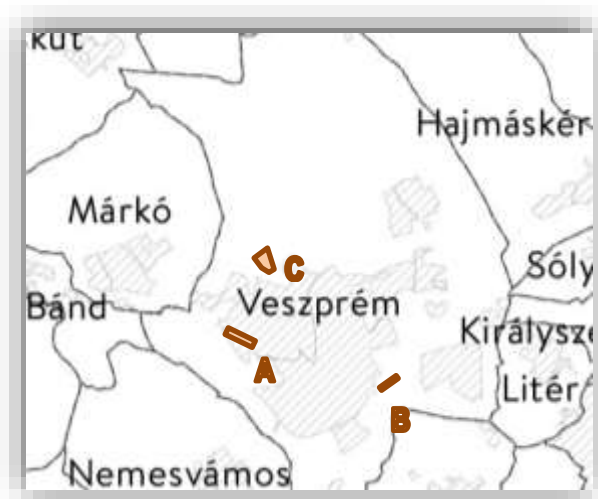 kút
Hajmáskér
Márkó
C
Sóly
Bánd
Veszprém
Királysze
A
Litér
B
Nemesvámos